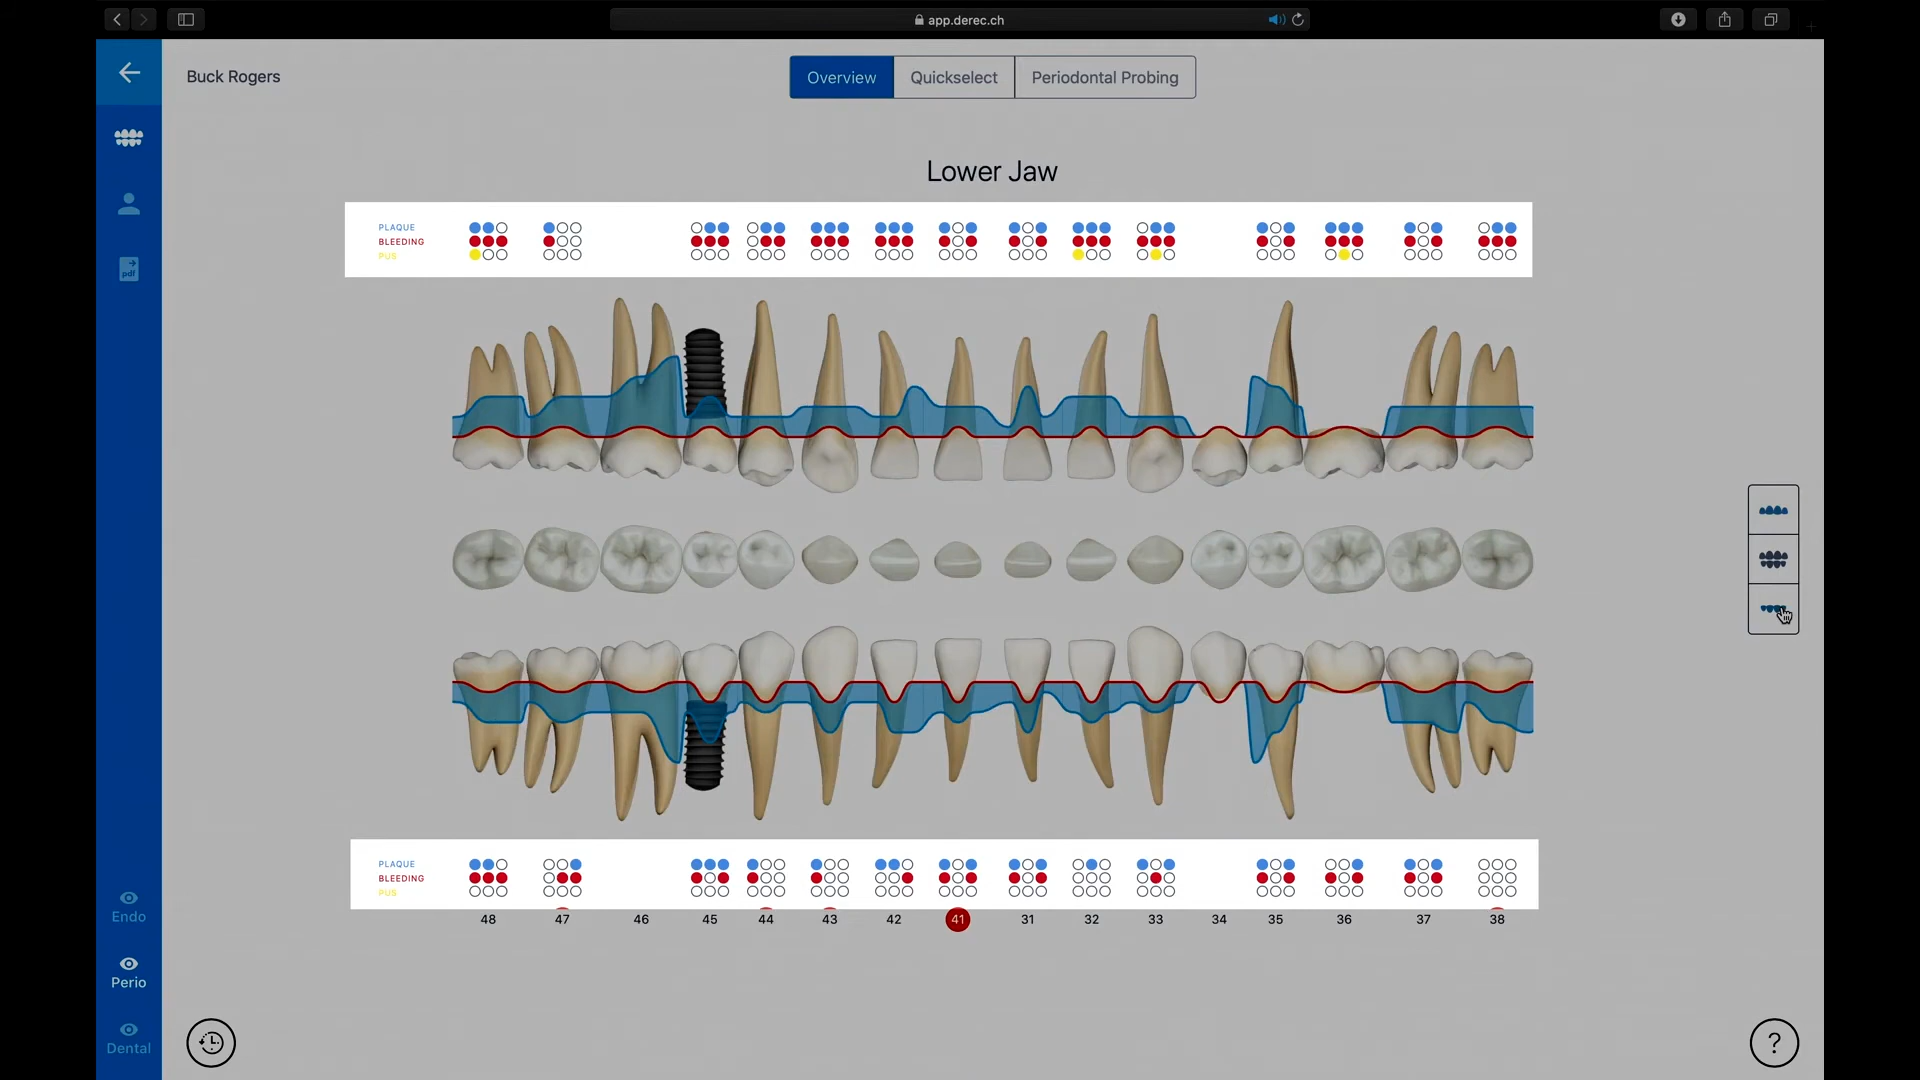 app.derec.ch
Buck Rogers
Overview
Quickselect
Periodontal Probing
pdf
Lower Jaw
PLAQUE
BLEEDING
PUS
PLAQUE
BLEEDING
PUS
48 47 46 45 44 43 42 41 31 32 33 34 35 36 37 38
Endo
Perio
Dental
?